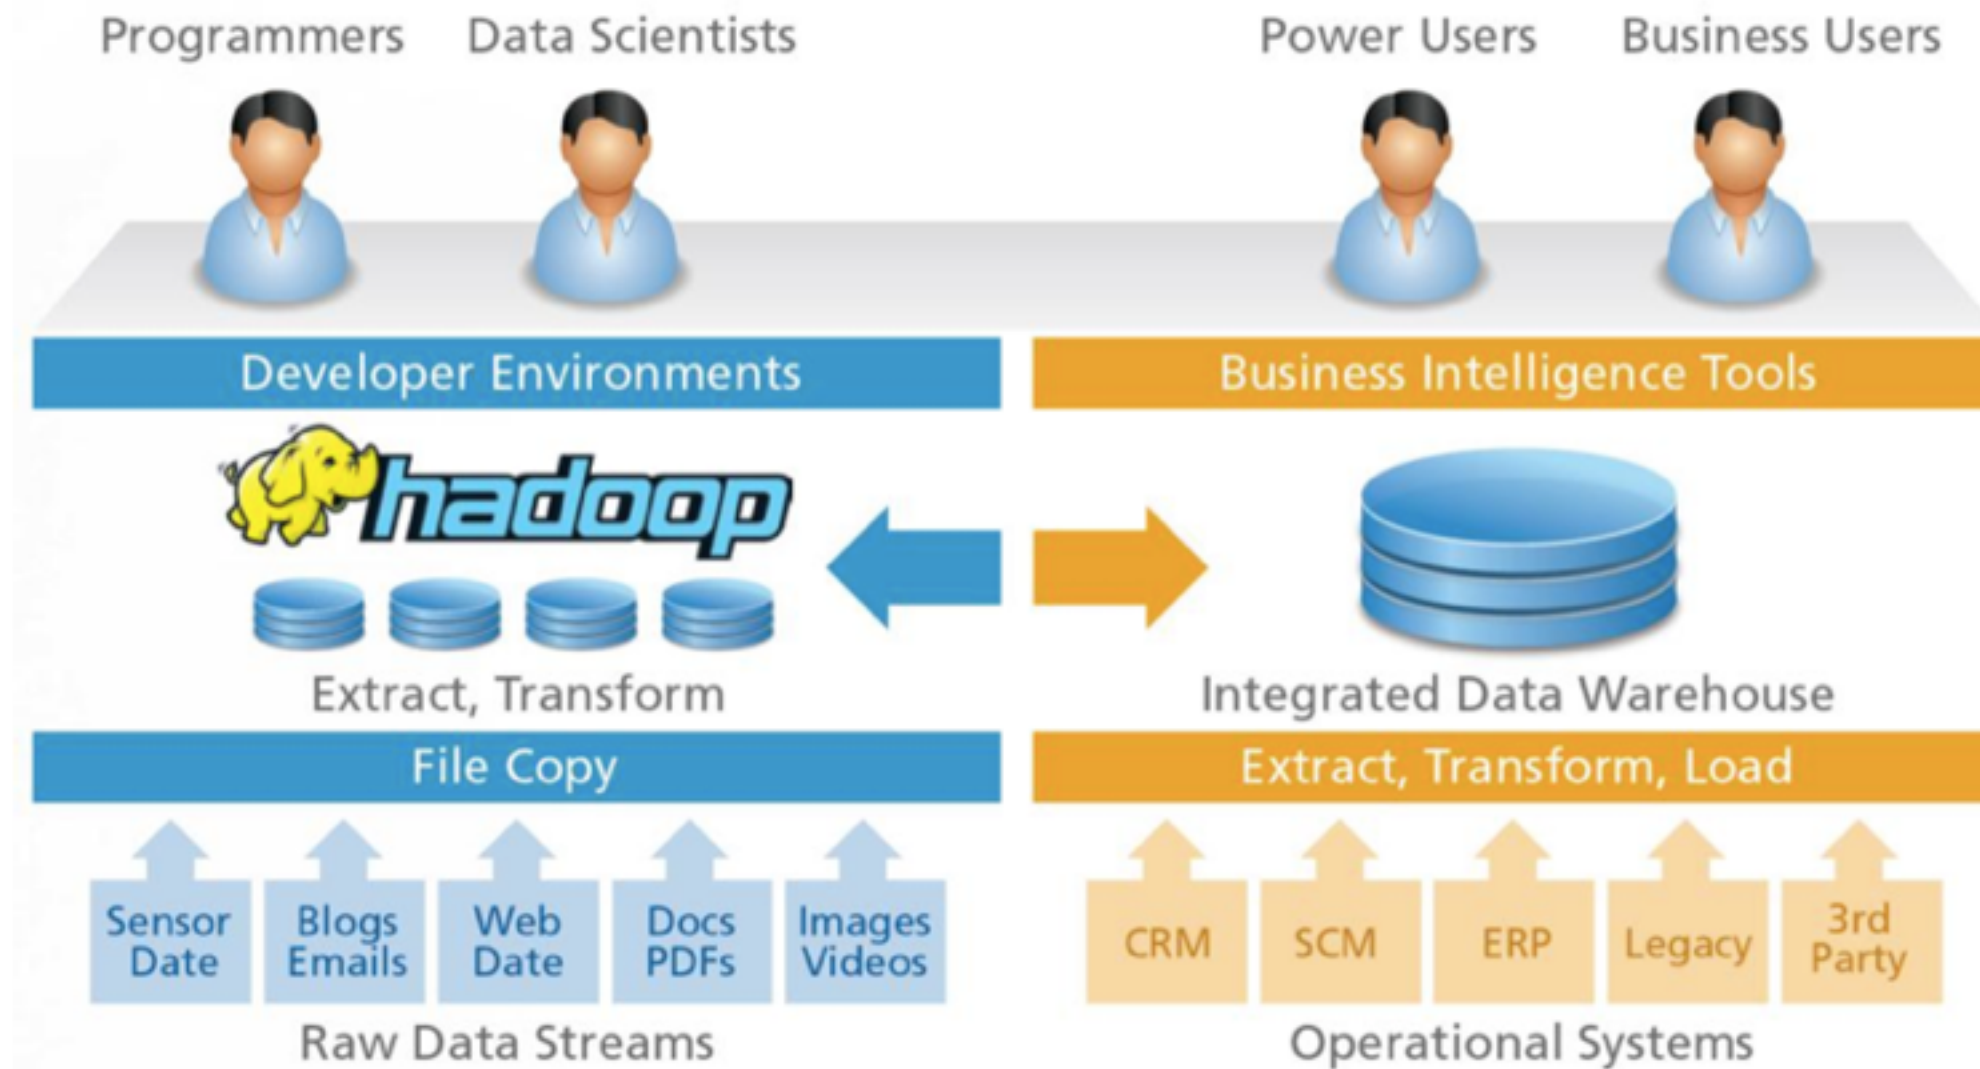 Programmers
Data Scientists
Power Users
Business Users
Developer Environments
Business Intelligence Tools
hadoop
Extract, Transform
Integrated Data Warehouse
File Copy
Extract, Transform, Load
Sensor
Date
Blogs
Emails
Web
Date
Docs
PDFs
Images
Videos
CRM
SCM
ERP
Legacy
3rd
Party
Raw Data Streams
Operational Systems